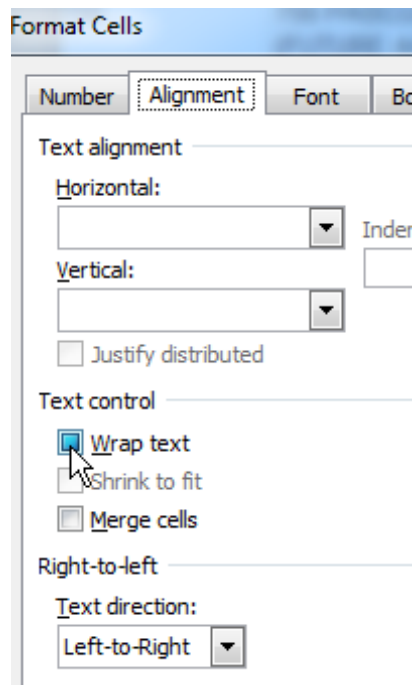 Format Cells
Number Alignment Font
Text alignment
Horizontal:
Vertical:
Justify distributed
Text control
Wrap text
Shrink to fit
Merge cells
Right-to-left
Text direction:
Left-to-Right